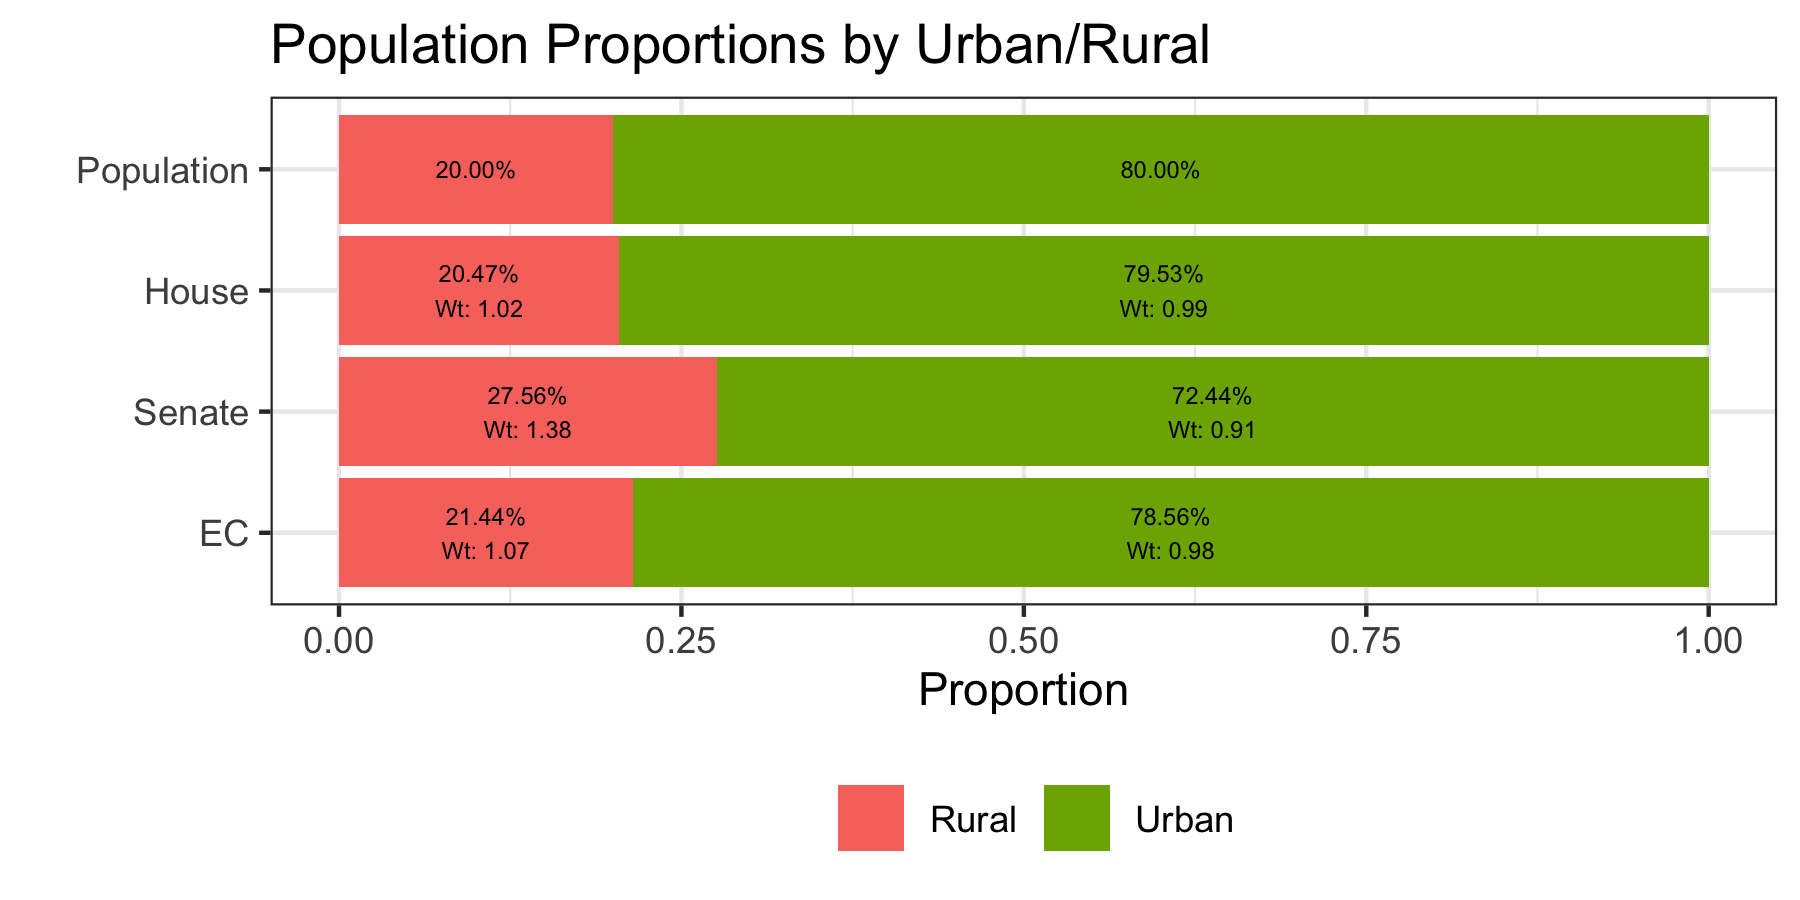 Population Proportions by Urban/Rural
Population
20.00%
80.00%
House
20.47%
Wt: 1.02
79.53%
Wt: 0.99
Senate
27.56%
Wt: 1.38
72.44%
Wt: 0.91
EC
21.44%
Wt: 1.07
78.56%
Wt: 0.98
0.00 0.25 0.50 0.75 1.00
Proportion
Rural Urban